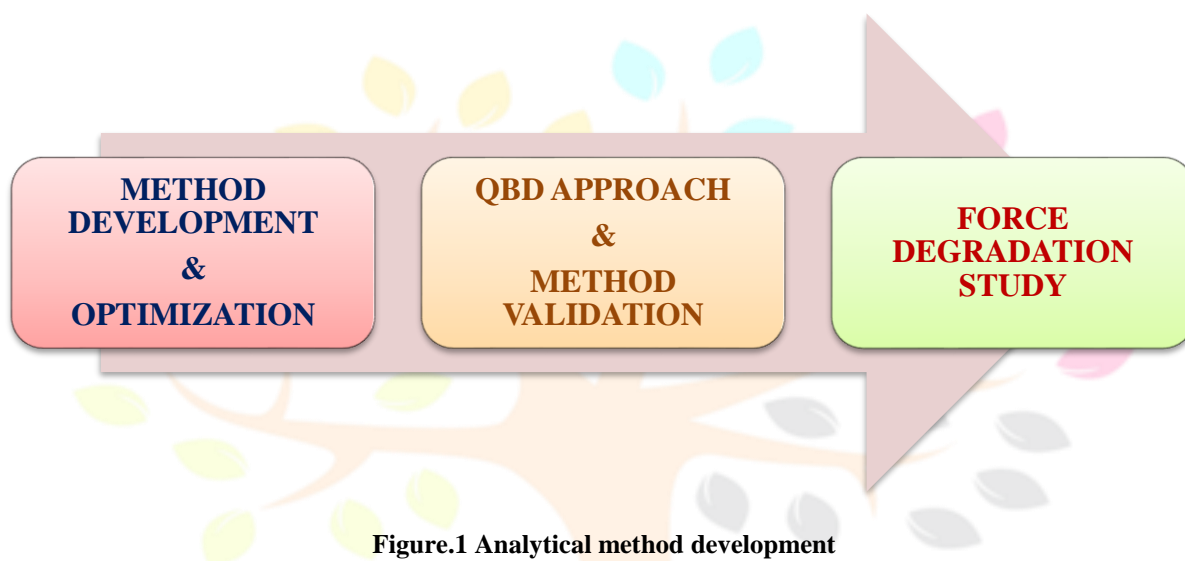 METHOD
DEVELOPMENT
&
OPTIMIZATION
QBD APPROACH
&
METHOD
VALIDATION
FORCE
DEGRADATION
STUDY
Figure.1 Analytical method development